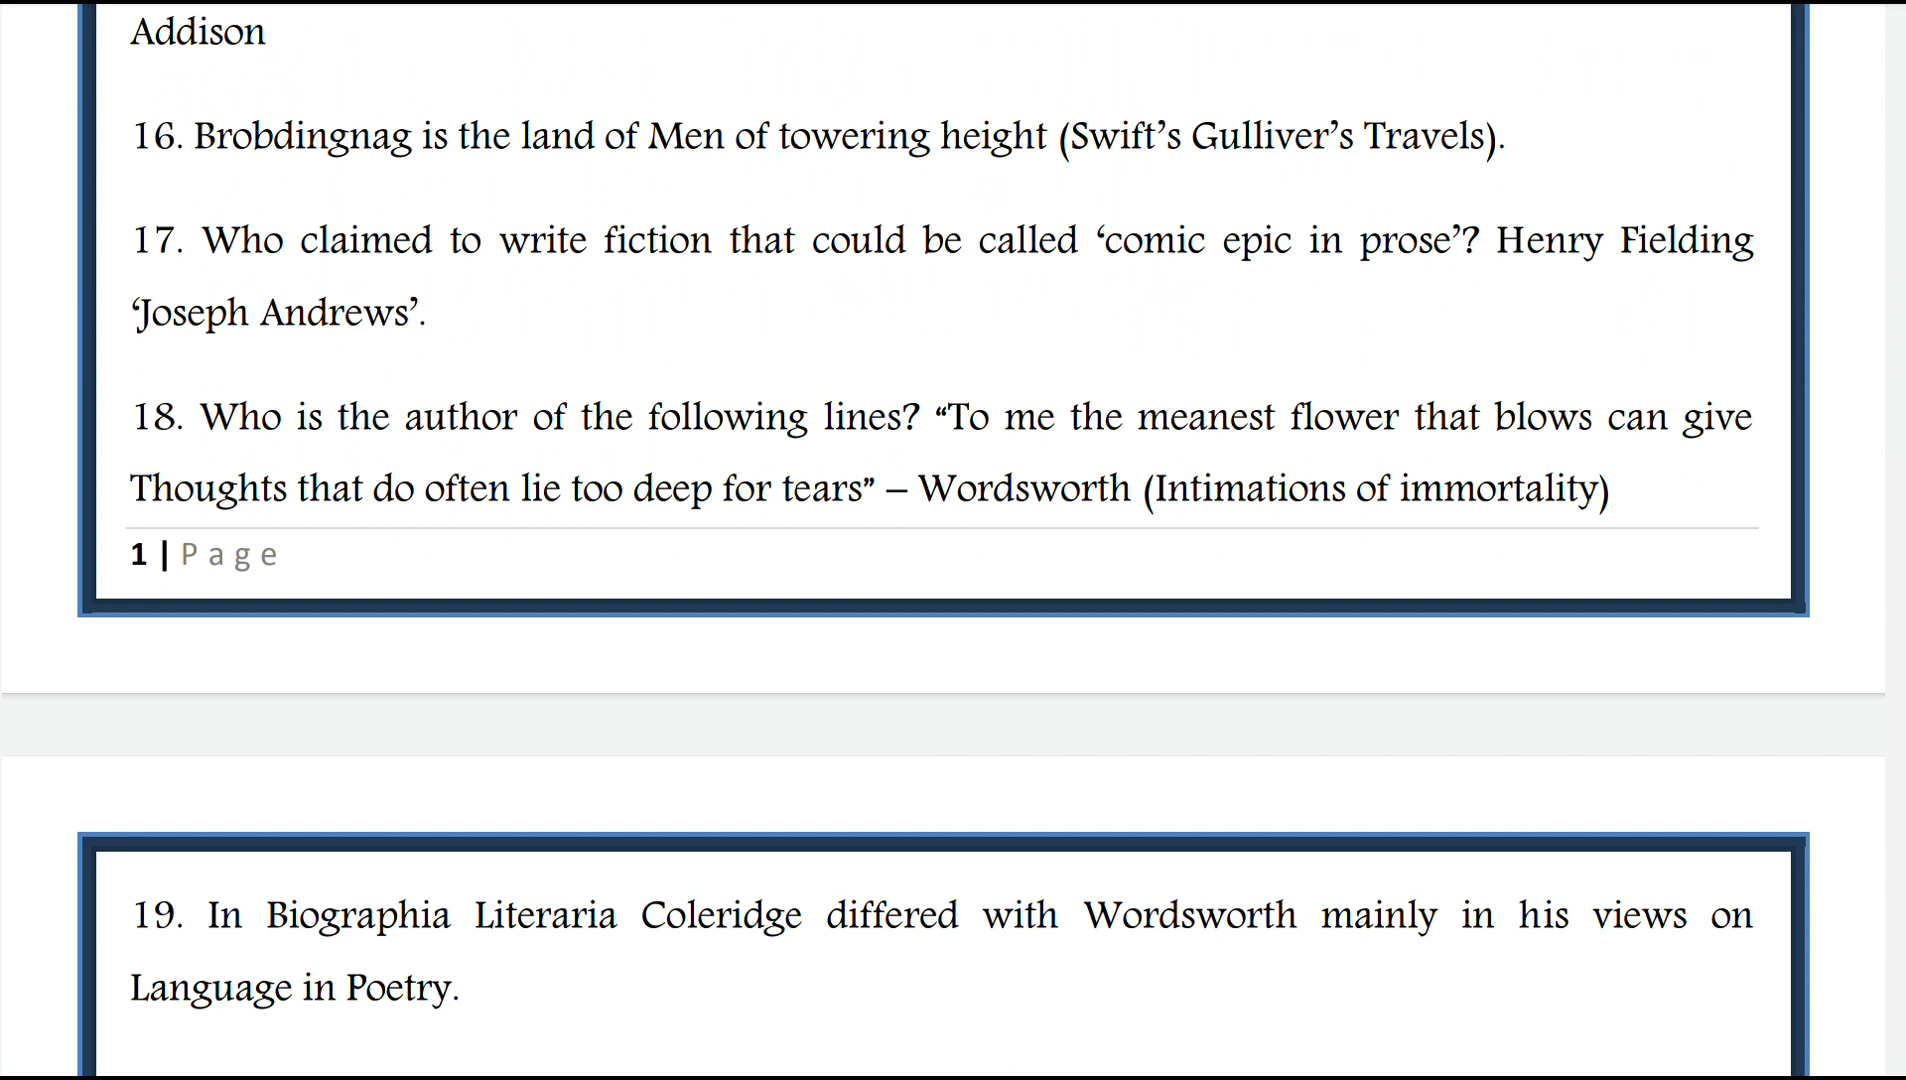 Addison
16. Brobdingnag is the land of Men of towering height (Swift’s Gulliver’s Travels).
17. Who claimed to write fiction that could be called ‘comic epic in prose’? Henry Fielding
‘Joseph Andrews’.
18. Who is the author of the following lines? “To me the meanest flower that blows can give
Thoughts that do often lie too deep for tears” – Wordsworth (Intimations of immortality)
1 | P a g e
19. In Biographia Literaria Coleridge differed with Wordsworth mainly in his views on
Language in Poetry.